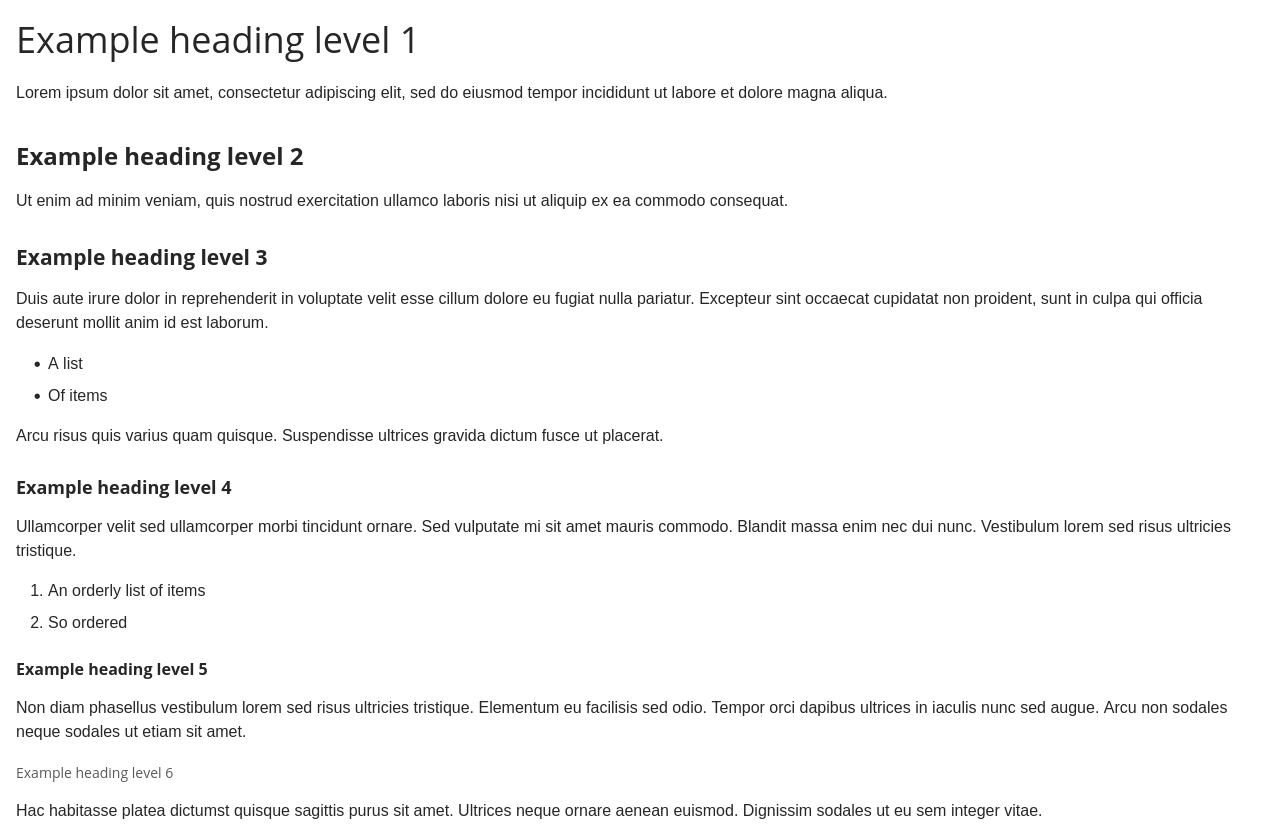 Example heading level 1
Lorem ipsum dolor sit amet, consectetur adipiscing elit, sed do eiusmod tempor incididunt ut labore et dolore magna aliqua.
Example heading level 2
Ut enim ad minim veniam, quis nostrud exercitation ullamco laboris nisi ut aliquip ex ea commodo consequat.
Example heading level 3
Duis aute irure dolor in reprehenderit in voluptate velit esse cillum dolore eu fugiat nulla pariatur. Excepteur sint occaecat cupidatat non proident, sunt in culpa qui officia
deserunt mollit anim id est laborum.
• A list
• Of items
Arcu risus quis varius quam quisque. Suspendisse ultrices gravida dictum fusce ut placerat.
Example heading level 4
Ullamcorper velit sed ullamcorper morbi tincidunt ornare. Sed vulputate mi sit amet mauris commodo. Blandit massa enim nec dui nunc. Vestibulum lorem sed risus ultricies
tristique.
1. An orderly list of items
2. So ordered
Example heading level 5
Non diam phasellus vestibulum lorem sed risus ultricies tristique. Elementum eu facilisis sed odio. Tempor orci dapibus ultrices in iaculis nunc sed augue. Arcu non sodales
neque sodales ut etiam sit amet.
Example heading level 6
Hac habitasse platea dictumst quisque sagittis purus sit amet. Ultrices neque ornare aenean euismod. Dignissim sodales ut eu sem integer vitae.